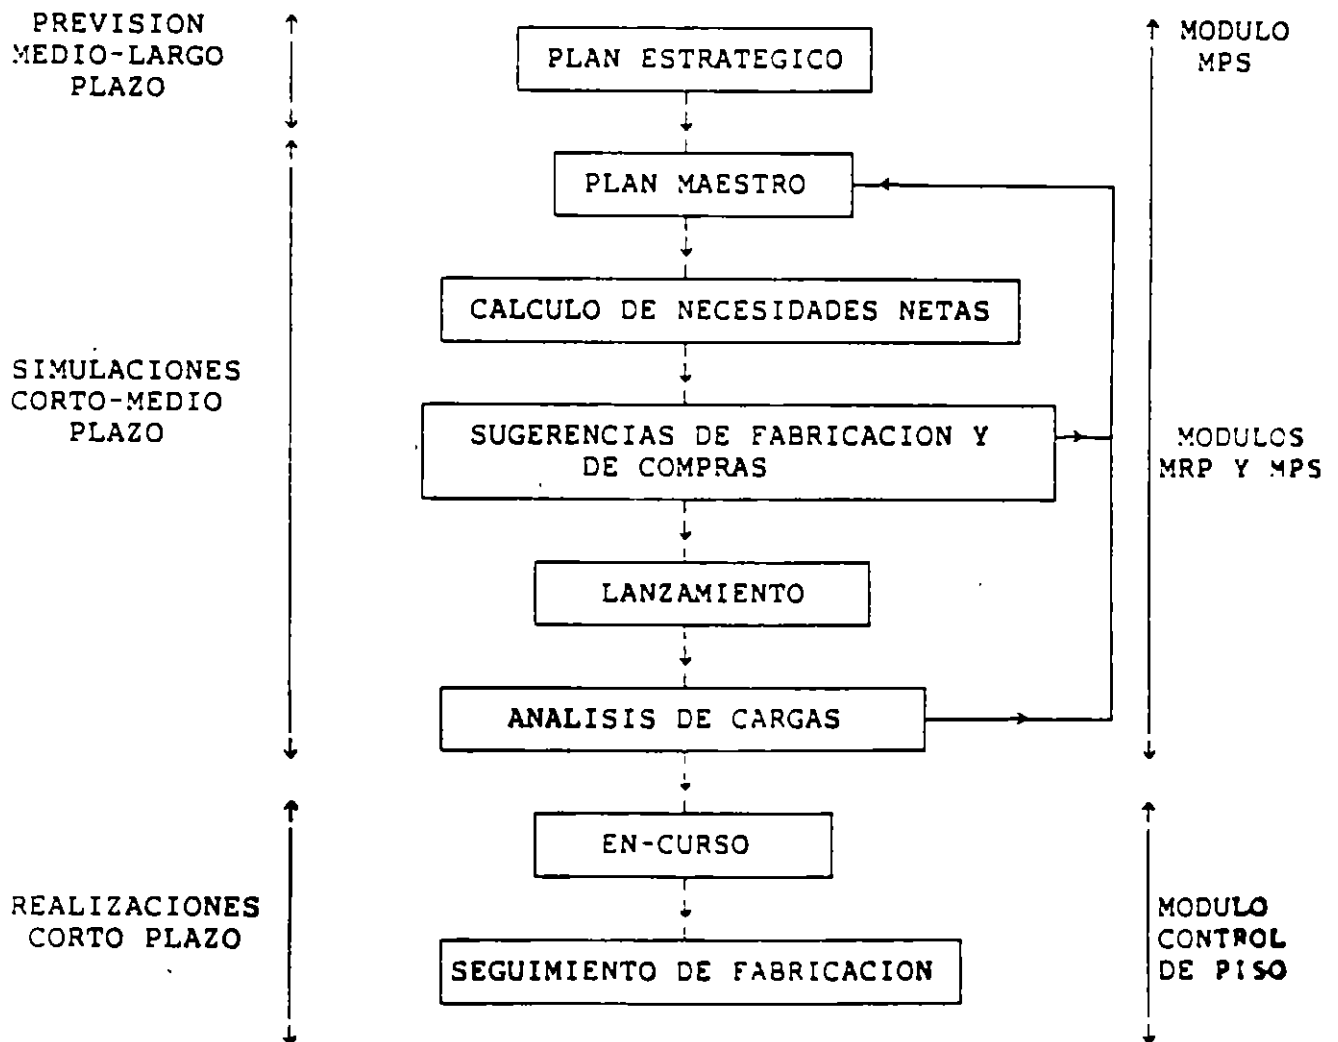 PREVISION
MEDIO-LARGO
PLAZO
PLAN ESTRATEGICO
MODULO
MPS
PLAN MAESTRO
CALCULO DE NECESIDADES NETAS
SIMULACIONES
CORTO-MEDIO
PLAZO
SUGERENCIAS DE FABRICACION Y
DE COMPRAS
MODULOS
MRP Y MPS
LANZAMIENTO
ANALISIS DE CARGAS
EN-CURSO
REALIZACIONES
CORTO PLAZO
MODULO
CONTROL
DE PISO
SEGUIMIENTO DE FABRICACION